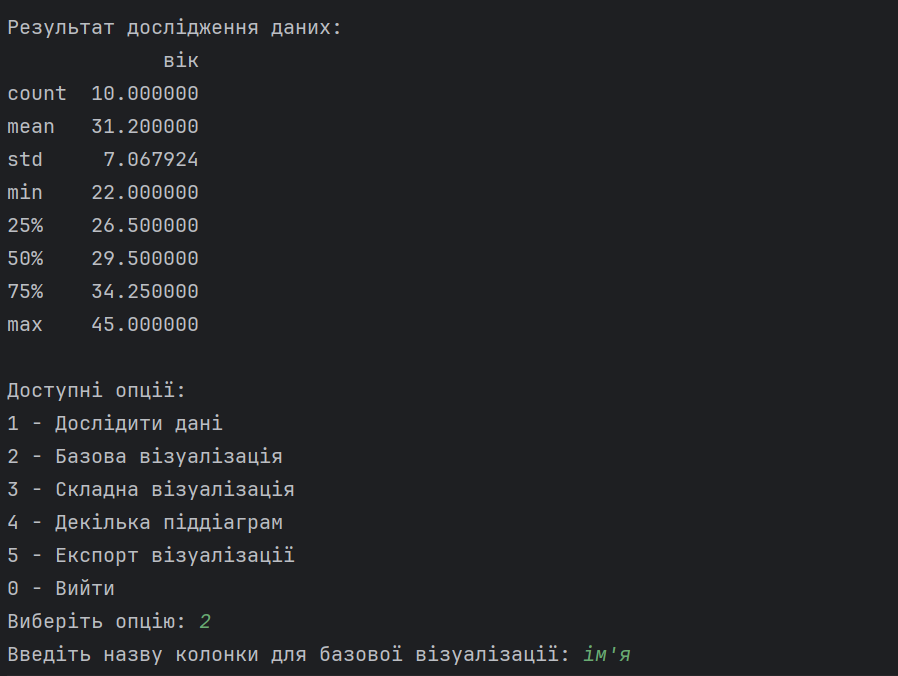 Результат дослідження даних:
вік
count  10.000000
mean   31.200000
std     7.067924
min    22.000000
25%    26.500000
50%    29.500000
75%    34.250000
max    45.000000
Доступні опції:
1 - Дослідити дані
2 - Базова візуалізація
3 - Складна візуалізація
4 - Декілька піддіаграм
5 - Експорт візуалізації
0 - Вийти
Виберіть опцію: 2
Введіть назву колонки для базової візуалізації: ім'я